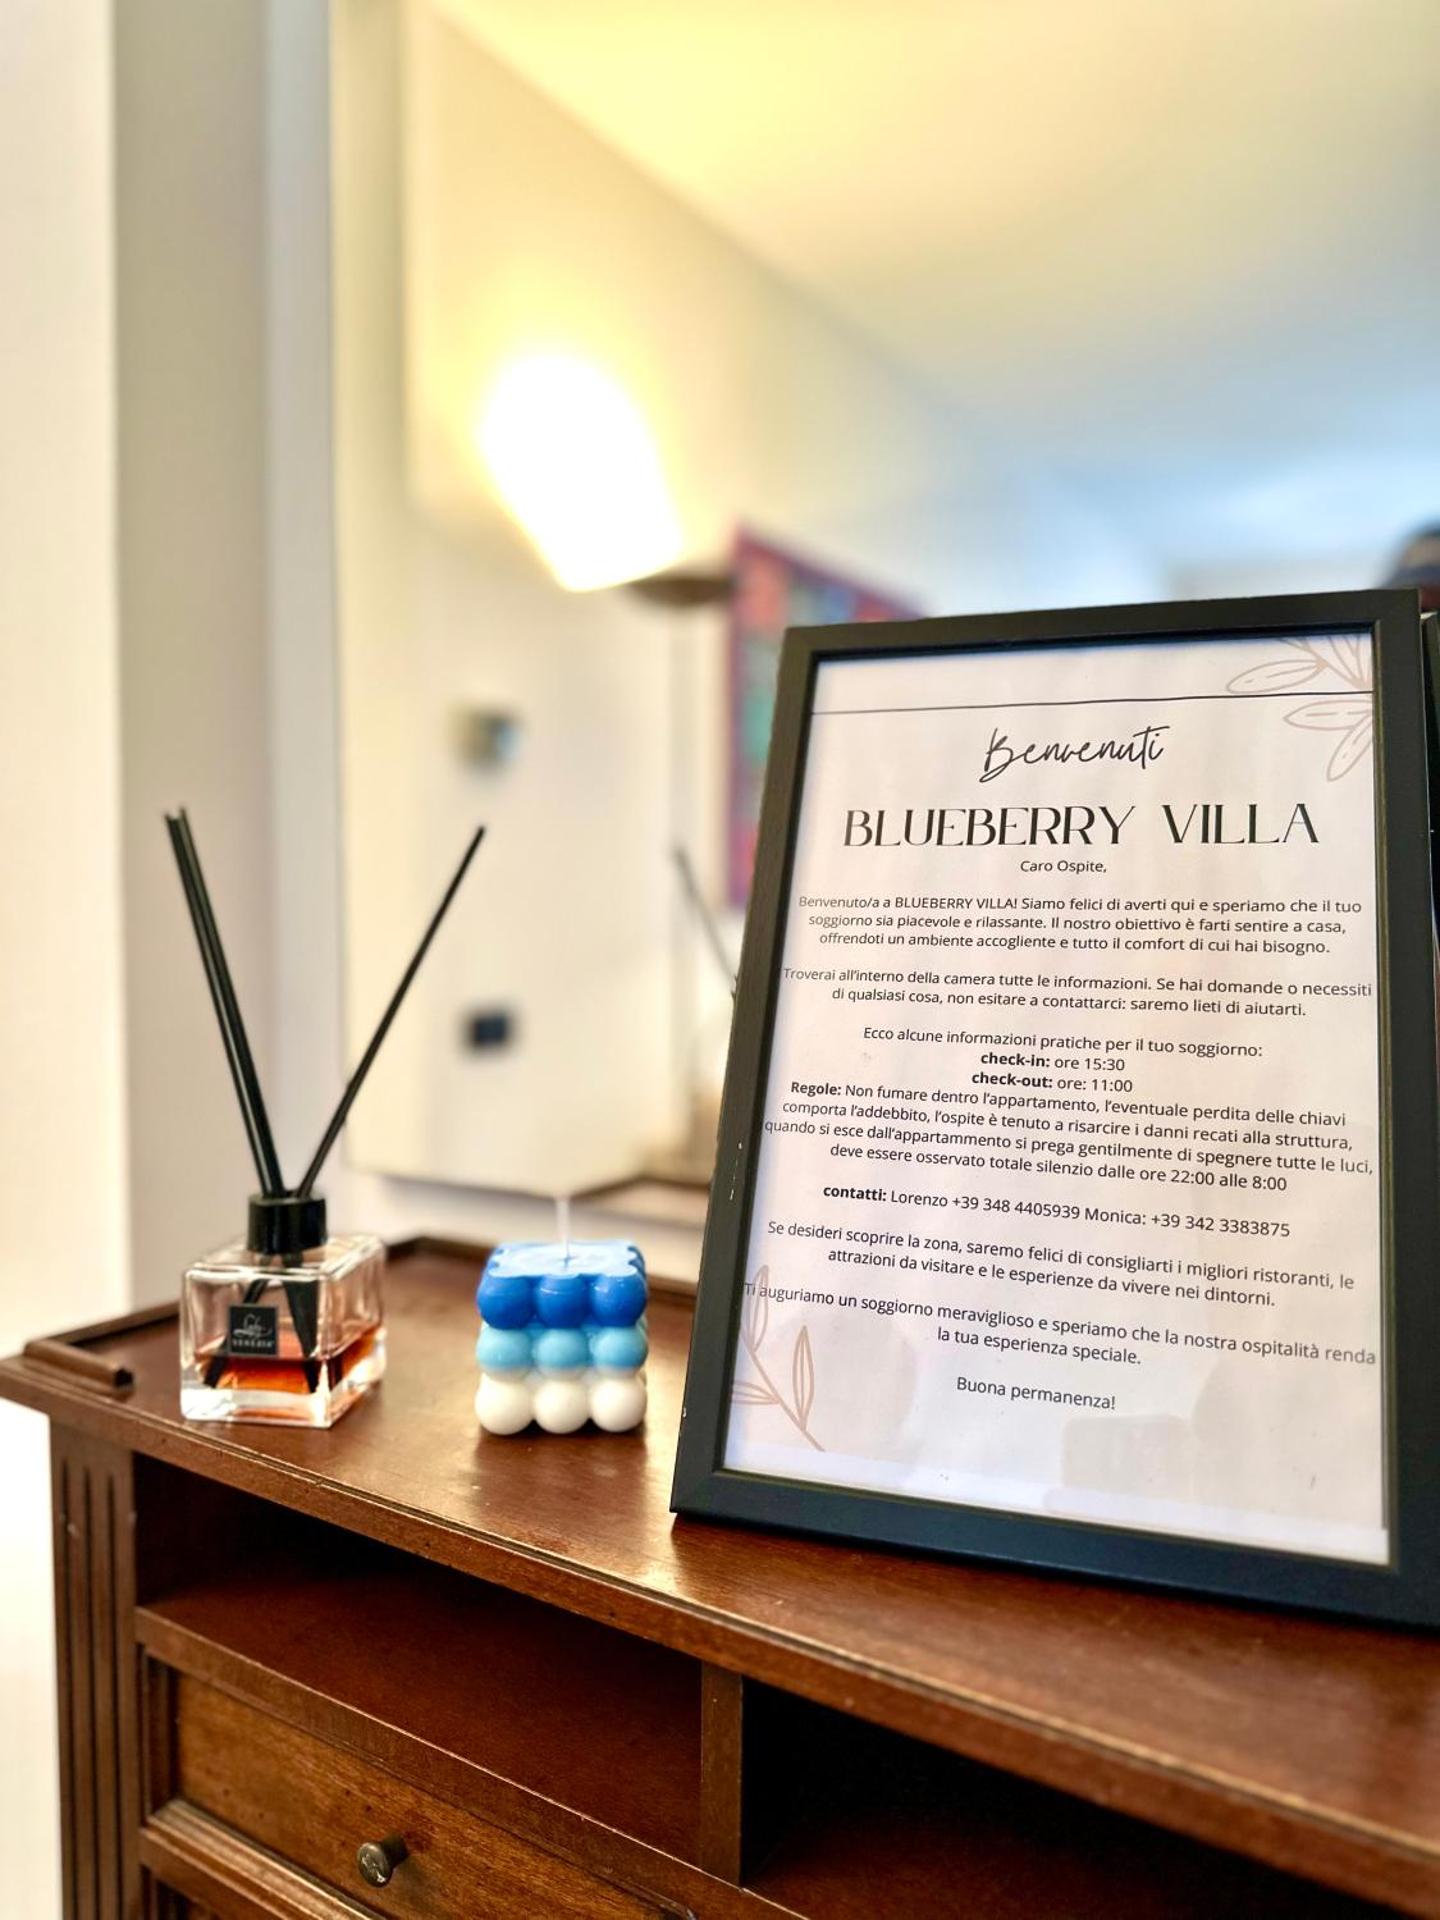 Benvenuti
BLUEBERRY VILLA
Caro Ospite,
Benvenuto/a a BLUEBERRY VILLA! Siamo felici di averti qui e speriamo che il tuo
soggiorno sia piacevole e rilassante. Il nostro obiettivo è farti sentire a casa,
offrendoti un ambiente accogliente e tutto il comfort di cui hai bisogno.
Troverai all'interno della camera tutte le informazioni. Se hai domande o necessiti
di qualsiasi cosa, non esitare a contattarci: saremo lieti di aiutarti.
Ecco alcune informazioni pratiche per il tuo soggiorno:
check-in: ore 15:30
check-out: ore: 11:00
Regole: Non fumare dentro l'appartamento, l'eventuale perdita delle chiavi
comporta l'addebbito, l'ospite è tenuto a risarcire i danni recati alla struttura,
quando si esce dall'appartammento si prega gentilmente di spegnere tutte le luci,
deve essere osservato totale silenzio dalle ore 22:00 alle 8:00
contatti: Lorenzo +39 348 4405939 Monica: +39 342 3383875
Se desideri scoprire la zona, saremo felici di consigliarti i migliori ristoranti, le
attrazioni da visitare e le esperienze da vivere nei dintorni.
Ti auguriamo un soggiorno meraviglioso e speriamo che la nostra ospitalità renda
la tua esperienza speciale.
Buona permanenza!
VENEZIA